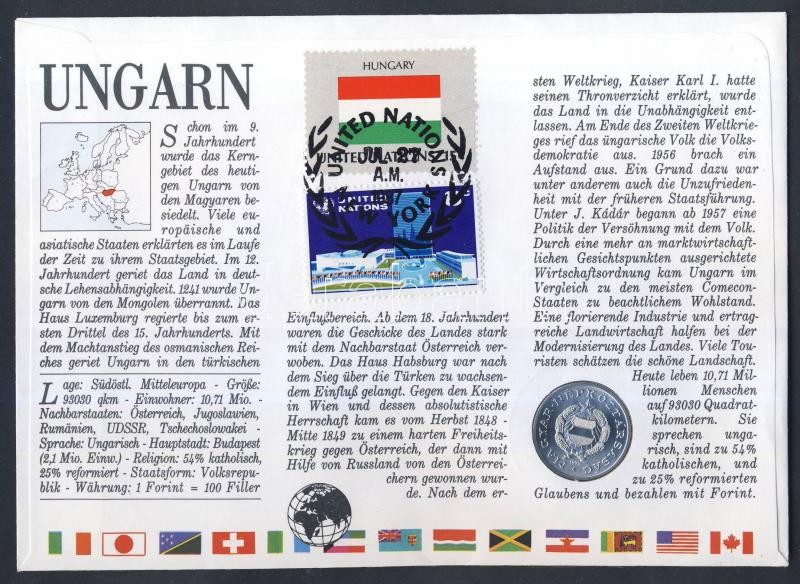 UNGARN
Schon im 9.
Jahrhundert
wurde das Kern-
gebiet des heuti-
gen Ungarn von
den Magyaren be-
siedelt. Viele eu-
ropäische und
asiatische Staaten erklärten es im Laufe
der Zeit zu ihrem Staatsgebiet. Im 12.
Jahrhundert geriet das Land in deut-
sche Lehensabhängigkeit. 1241 wurde Un-
garn von den Mongolen überrannt. Das
Haus Luxemburg regierte bis zum er-
sten Drittel des 15. Jahrhunderts. Mit
dem Machtanstieg des osmanischen Rei-
ches geriet Ungarn in den türkischen
Lage: Südöstl. Mitteleuropa - Größe:
93030 qkm - Einwohner: 10,71 Mio. -
Nachbarstaaten: Österreich, Jugoslawien,
Rumänien, UDSSR, Tschechoslowakei -
Sprache: Ungarisch - Hauptstadt: Budapest
(2,1 Mio. Einw.) - Religion: 54% katholisch,
25% reformiert - Staatsform: Volksrepu-
blik - Währung: 1 Forint = 100 Filler
HUNGARY
UNITED NATIONS 15
UNITED NATIONS
JUL 27
A.M.
NEW YORK
UNITED
NATIONS
Einflußbereich. Ab dem 18. Jahrhundert
waren die Geschicke des Landes stark
mit dem Nachbarstaat Österreich ver-
woben. Das Haus Habsburg war nach
dem Sieg über die Türken zu wachsen-
dem Einfluß gelangt. Gegen den Kaiser
in Wien und dessen absolutistische
Herrschaft kam es vom Herbst 1848 -
Mitte 1849 zu einem harten Freiheits-
krieg gegen Österreich, der dann mit
Hilfe von Russland von den Österrei-
chern gewonnen wur-
de. Nach dem er-
sten Weltkrieg, Kaiser Karl I. hatte
seinen Thronverzicht erklärt, wurde
das Land in die Unabhängigkeit ent-
lassen. Am Ende des Zweiten Weltkrie-
ges rief das üngarische Volk die Volks-
demokratie aus. 1956 brach ein
Aufstand aus. Ein Grund dazu war
unter anderem auch die Unzufrieden-
heit mit der früheren Staatsführung.
Unter J. Kádár begann ab 1957 eine
Politik der Versöhnung mit dem Volk.
Durch eine mehr an marktwirtschaft-
lichen Gesichtspunkten ausgerichtete
Wirtschaftsordnung kam Ungarn im
Vergleich zu den meisten Comecon-
Staaten zu beachtlichem Wohlstand.
Eine florierende Industrie und ertrag-
reiche Landwirtschaft halfen bei der
Modernisierung des Landes. Viele Tou-
risten schätzen die schöne Landschaft.
Heute leben 10,71 Mil-
lionen Menschen
auf 93030 Quadrat-
kilometern. Sie
sprechen unga-
risch, sind zu 54%
katholischen, und
zu 25% reformierten
Glaubens und bezahlen mit Forint.
MAGYAR NÉPKÖZTÁRSASÁG